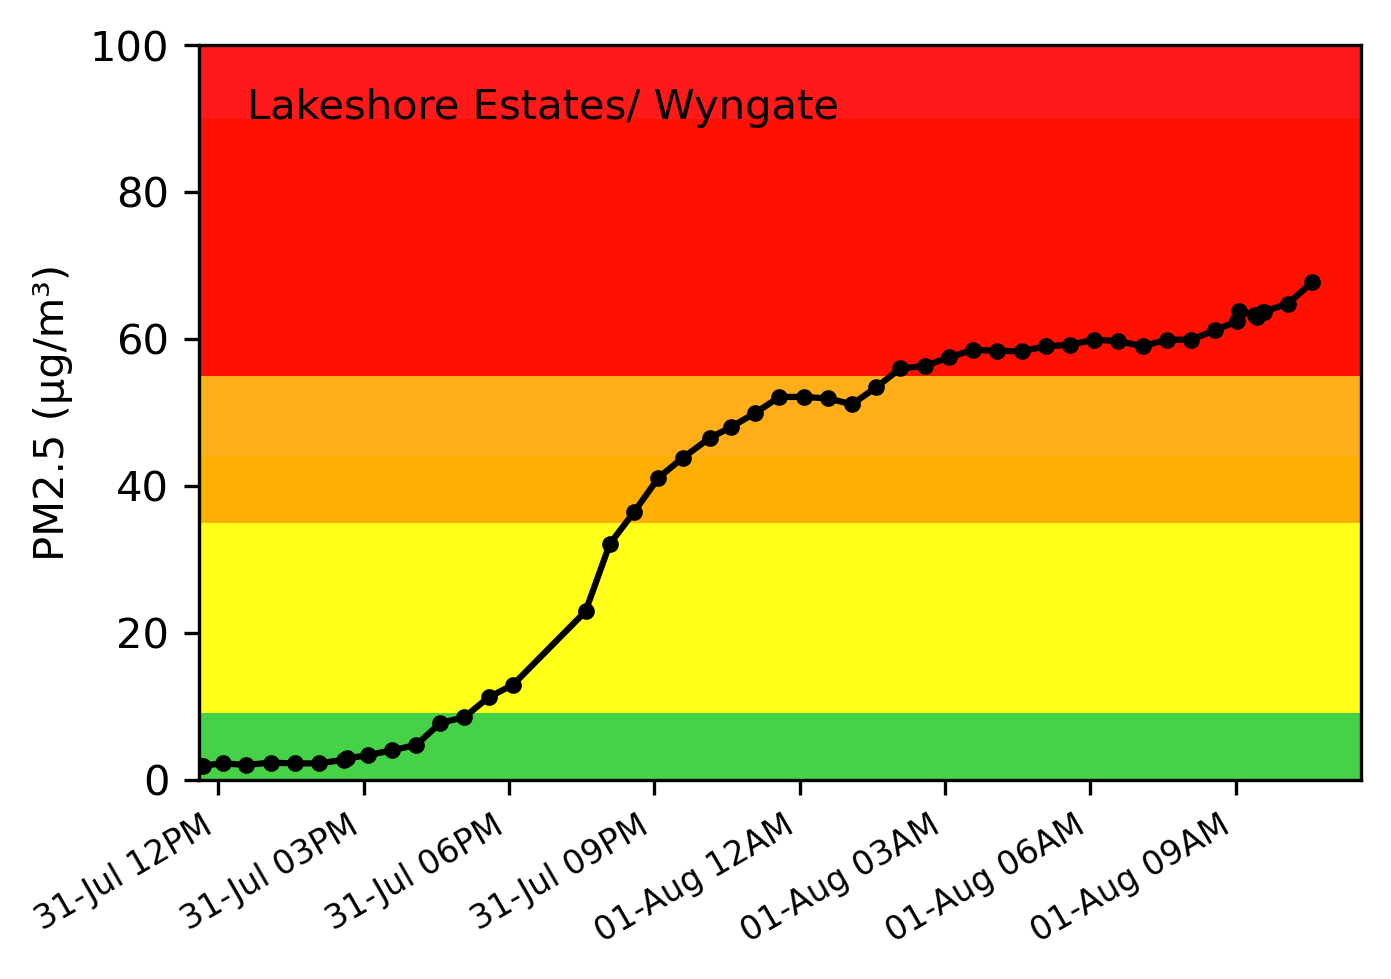 Lakeshore Estates/ Wyngate
PM2.5 (µg/m³)
100
80
60
40
20
0
31-Jul 12PM
31-Jul 03PM
31-Jul 06PM
31-Jul 09PM
01-Aug 12AM
01-Aug 03AM
01-Aug 06AM
01-Aug 09AM